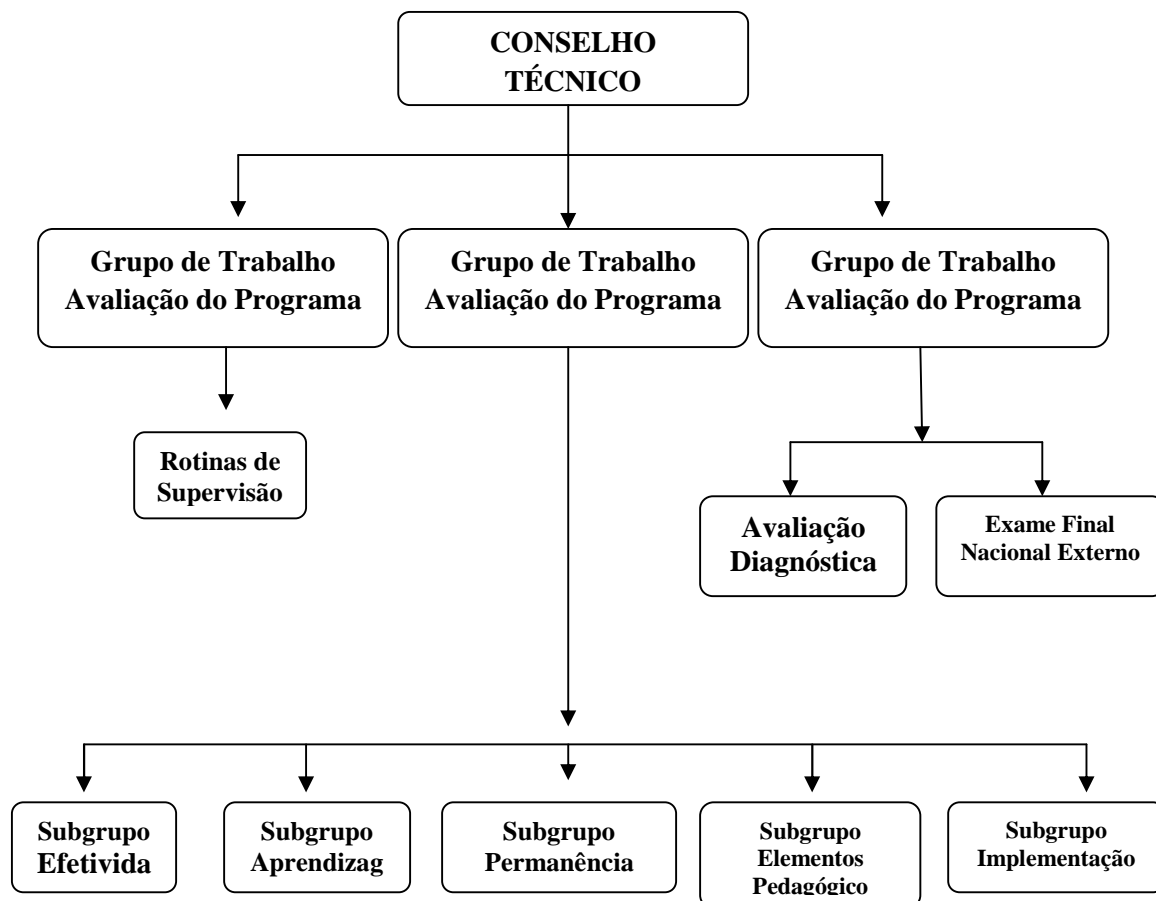 CONSELHO
TÉCNICO
Grupo de Trabalho
Avaliação do Programa
Grupo de Trabalho
Avaliação do Programa
Grupo de Trabalho
Avaliação do Programa
Rotinas de
Supervisão
Avaliação
Diagnóstica
Exame Final
Nacional Externo
Subgrupo
Efetivida
Subgrupo
Aprendizag
Subgrupo
Permanência
Subgrupo
Elementos
Pedagógico
Subgrupo
Implementação